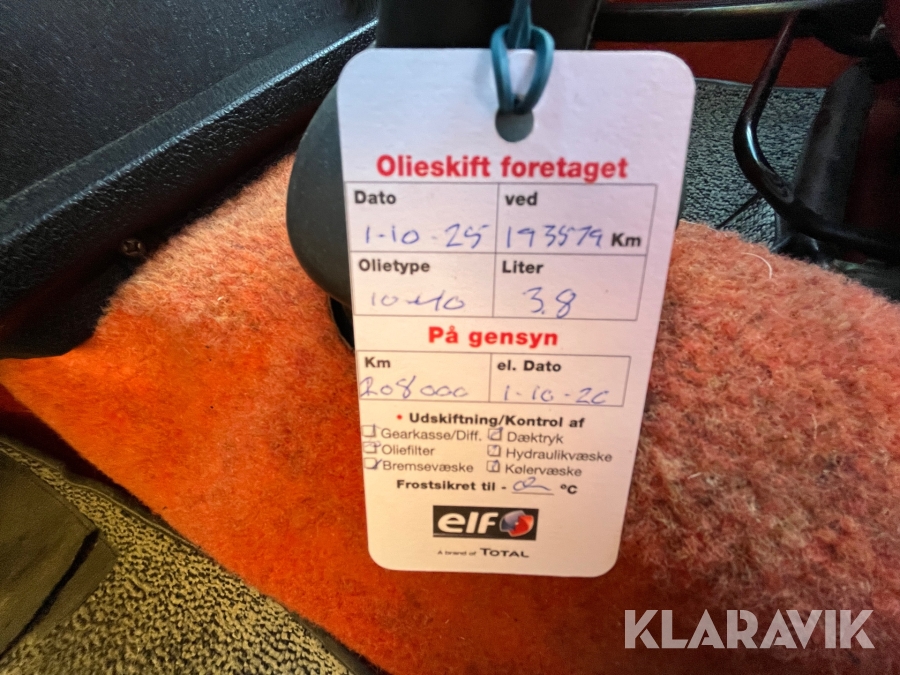 Olieskift foretaget
Dato ved
1-10-25 193579 Km
Olietype Liter
10-40 3.8
På gensyn
Km el. Dato
208000 1-10-26
* Udskiftning/Kontrol af
Gearkasse/Diff. Dæktryk
Oliefilter Hydraulikvæske
Bremsevæske Kølervæske
Frostsikret til - °C
elf
A brand of TOTAL
KLARAVIK